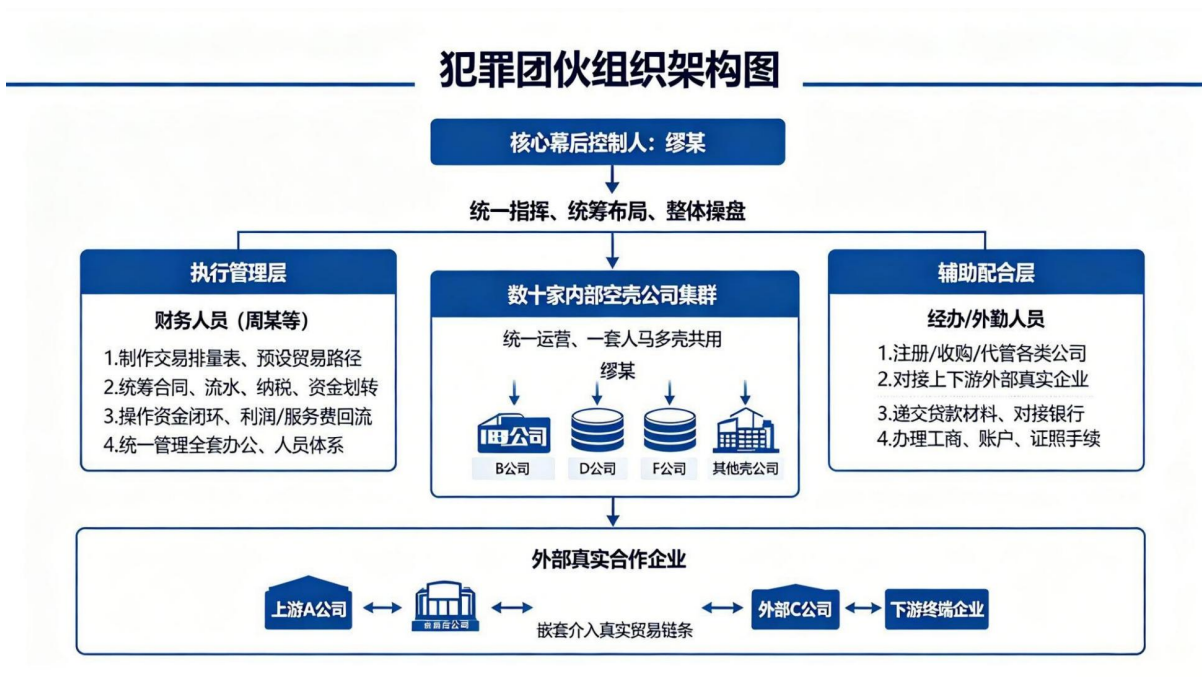 犯罪团伙组织架构图
核心幕后控制人：缪某
统一指挥、统筹布局、整体操盘
执行管理层
财务人员（周某等）
1.制作交易排量表、预设贸易路径
2.统筹合同、流水、纳税、资金划转
3.操作资金闭环、利润/服务费回流
4.统一管理全套办公、人员体系
数十家内部空壳公司集群
统一运营、一套人马多壳共用
缪某
公司
B公司
D公司
F公司
其他壳公司
辅助配合层
经办/外勤人员
1.注册/收购/代管各类公司
2.对接上下游外部真实企业
3.递交贷款材料、对接银行
4.办理工商、账户、证照手续
外部真实合作企业
上游A公司
公司
嵌套介入真实贸易链条
外部C公司
下游终端企业